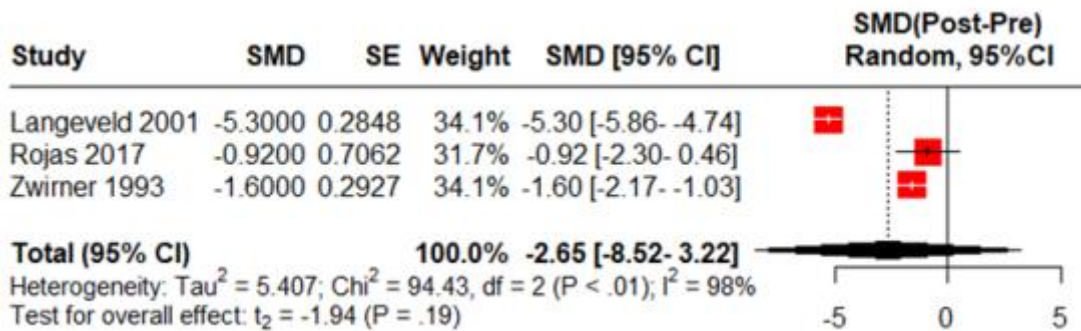 SMD(Post-Pre)
Study SMD SE Weight SMD [95% CI] Random, 95%CI
Langeveld 2001 -5.3000 0.2848 34.1% -5.30 [-5.86- -4.74]
Rojas 2017 -0.9200 0.7062 31.7% -0.92 [-2.30- 0.46]
Zwirner 1993 -1.6000 0.2927 34.1% -1.60 [-2.17- -1.03]
Total (95% CI) 100.0% -2.65 [-8.52- 3.22]
Heterogeneity: Tau² = 5.407; Chi² = 94.43, df = 2 (P < .01); I² = 98%
Test for overall effect: t₂ = -1.94 (P = .19)
-5 0 5